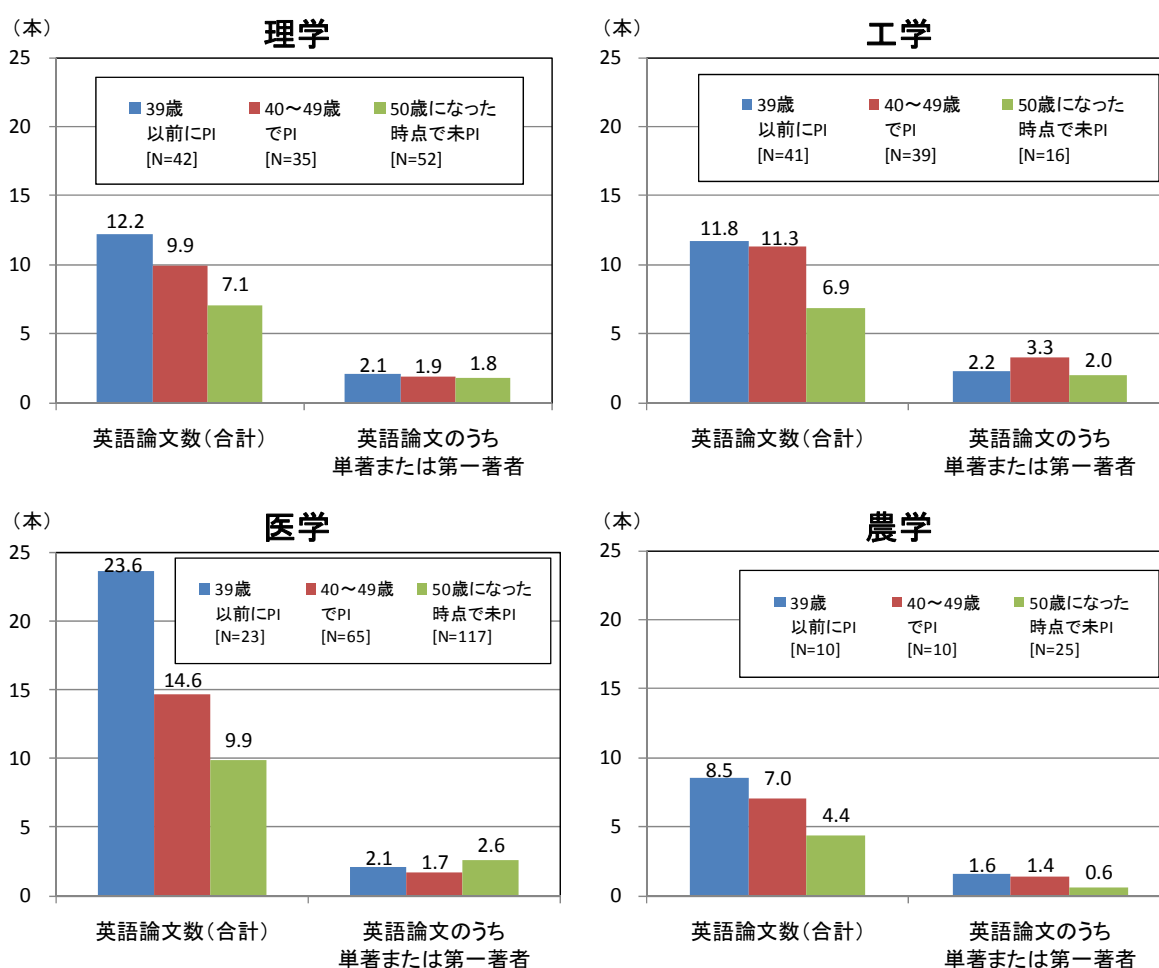 （本）
理学
25
20
15
10
5
0
39歳
以前にPI
[N=42]
40～49歳
でPI
[N=35]
50歳になった
時点で未PI
[N=52]
12.2
9.9
7.1
2.1
1.9
1.8
英語論文数（合計）
英語論文のうち
単著または第一著者
（本）
工学
25
20
15
10
5
0
39歳
以前にPI
[N=41]
40～49歳
でPI
[N=39]
50歳になった
時点で未PI
[N=16]
11.8
11.3
6.9
2.2
3.3
2.0
英語論文数（合計）
英語論文のうち
単著または第一著者
（本）
医学
25
20
15
10
5
0
39歳
以前にPI
[N=23]
40～49歳
でPI
[N=65]
50歳になった
時点で未PI
[N=117]
23.6
14.6
9.9
2.1
1.7
2.6
英語論文数（合計）
英語論文のうち
単著または第一著者
（本）
農学
25
20
15
10
5
0
39歳
以前にPI
[N=10]
40～49歳
でPI
[N=10]
50歳になった
時点で未PI
[N=25]
8.5
7.0
4.4
1.6
1.4
0.6
英語論文数（合計）
英語論文のうち
単著または第一著者